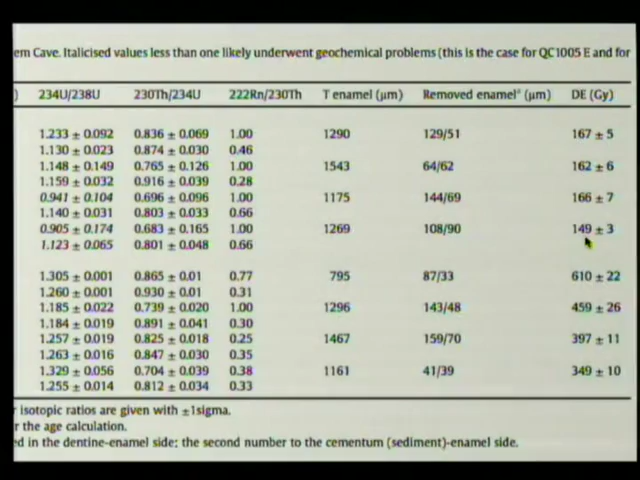 em Cave. Italicised values less than one likely underwent geochemical problems (this is the case for QC1005 E and for
) 234U/238U 230Th/234U 222Rn/230Th T enamel (μm) Removed enamelᵃ (μm) DE (Gy)
1.233 ± 0.092 0.836 ± 0.069 1.00 1290 129/51 167 ± 5
1.130 ± 0.023 0.874 ± 0.030 0.46
1.148 ± 0.149 0.765 ± 0.126 1.00 1543 64/62 162 ± 6
1.159 ± 0.032 0.916 ± 0.039 0.28
0.941 ± 0.104 0.696 ± 0.096 1.00 1175 144/69 166 ± 7
1.140 ± 0.031 0.803 ± 0.033 0.66
0.905 ± 0.174 0.683 ± 0.165 1.00 1269 108/90 149 ± 3
1.123 ± 0.065 0.801 ± 0.048 0.66
1.305 ± 0.001 0.865 ± 0.01 0.77 795 87/33 610 ± 22
1.260 ± 0.001 0.930 ± 0.01 0.31
1.185 ± 0.022 0.739 ± 0.020 1.00 1296 143/48 459 ± 26
1.184 ± 0.019 0.891 ± 0.041 0.30
1.257 ± 0.019 0.825 ± 0.018 0.25 1467 159/70 397 ± 11
1.263 ± 0.016 0.847 ± 0.030 0.35
1.329 ± 0.056 0.704 ± 0.039 0.38 1161 41/39 349 ± 10
1.255 ± 0.014 0.812 ± 0.034 0.33
r isotopic ratios are given with ±1sigma.
r the age calculation.
ed in the dentine-enamel side; the second number to the cementum (sediment)-enamel side.